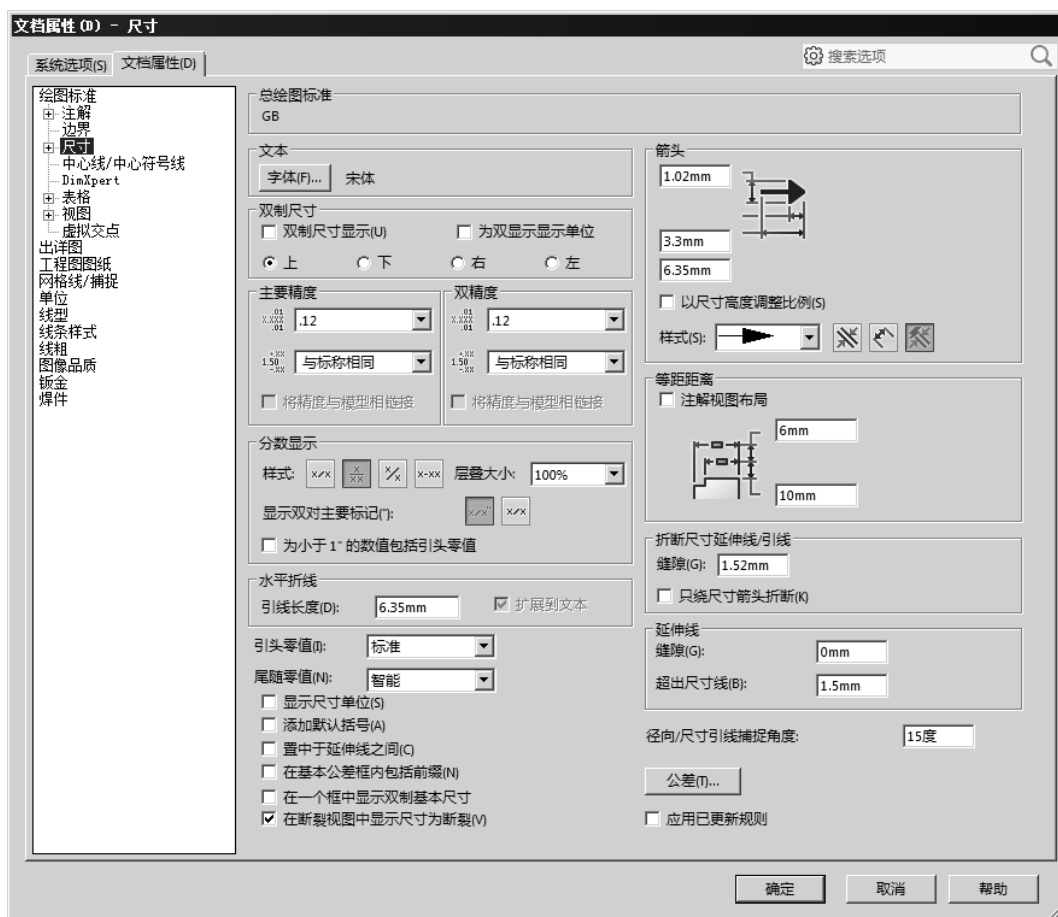 文档属性(D) - 尺寸
系统选项(S) 文档属性(D) 搜索选项
绘图标准
注解
边界
尺寸
中心线/中心符号线
DimXpert
表格
视图
虚拟交点
出详图
工程图图纸
网格线/捕捉
单位
线型
线条样式
线粗
图像品质
钣金
焊件
总绘图标准
GB
文本
字体(F)... 宋体
双制尺寸
双制尺寸显示(U) 为双显示显示单位
上 下 右 左
主要精度 双精度
.01
X.XXX
.01
.12
.01
X.XXX
.01
.12
+.XX
1.50
-.XX
与标称相同
+.XX
1.50
-.XX
与标称相同
将精度与模型相链接 将精度与模型相链接
分数显示
样式: x/x x/xx x/x x-xx 层叠大小: 100%
显示双对主要标记("): x/x" x/x
为小于 1" 的数值包括引头零值
水平折线
引线长度(D): 6.35mm 扩展到文本
引头零值(I): 标准
尾随零值(N): 智能
显示尺寸单位(S)
添加默认括号(A)
置中于延伸线之间(C)
在基本公差框内包括前缀(N)
在一个框中显示双制基本尺寸
在断裂视图中显示尺寸为断裂(V)
箭头
1.02mm
3.3mm
6.35mm
以尺寸高度调整比例(S)
样式(S):
等距距离
注解视图布局
6mm
10mm
折断尺寸延伸线/引线
缝隙(G): 1.52mm
只绕尺寸箭头折断(K)
延伸线
缝隙(G): 0mm
超出尺寸线(B): 1.5mm
径向/尺寸引线捕捉角度: 15度
公差(T)...
应用已更新规则
确定 取消 帮助